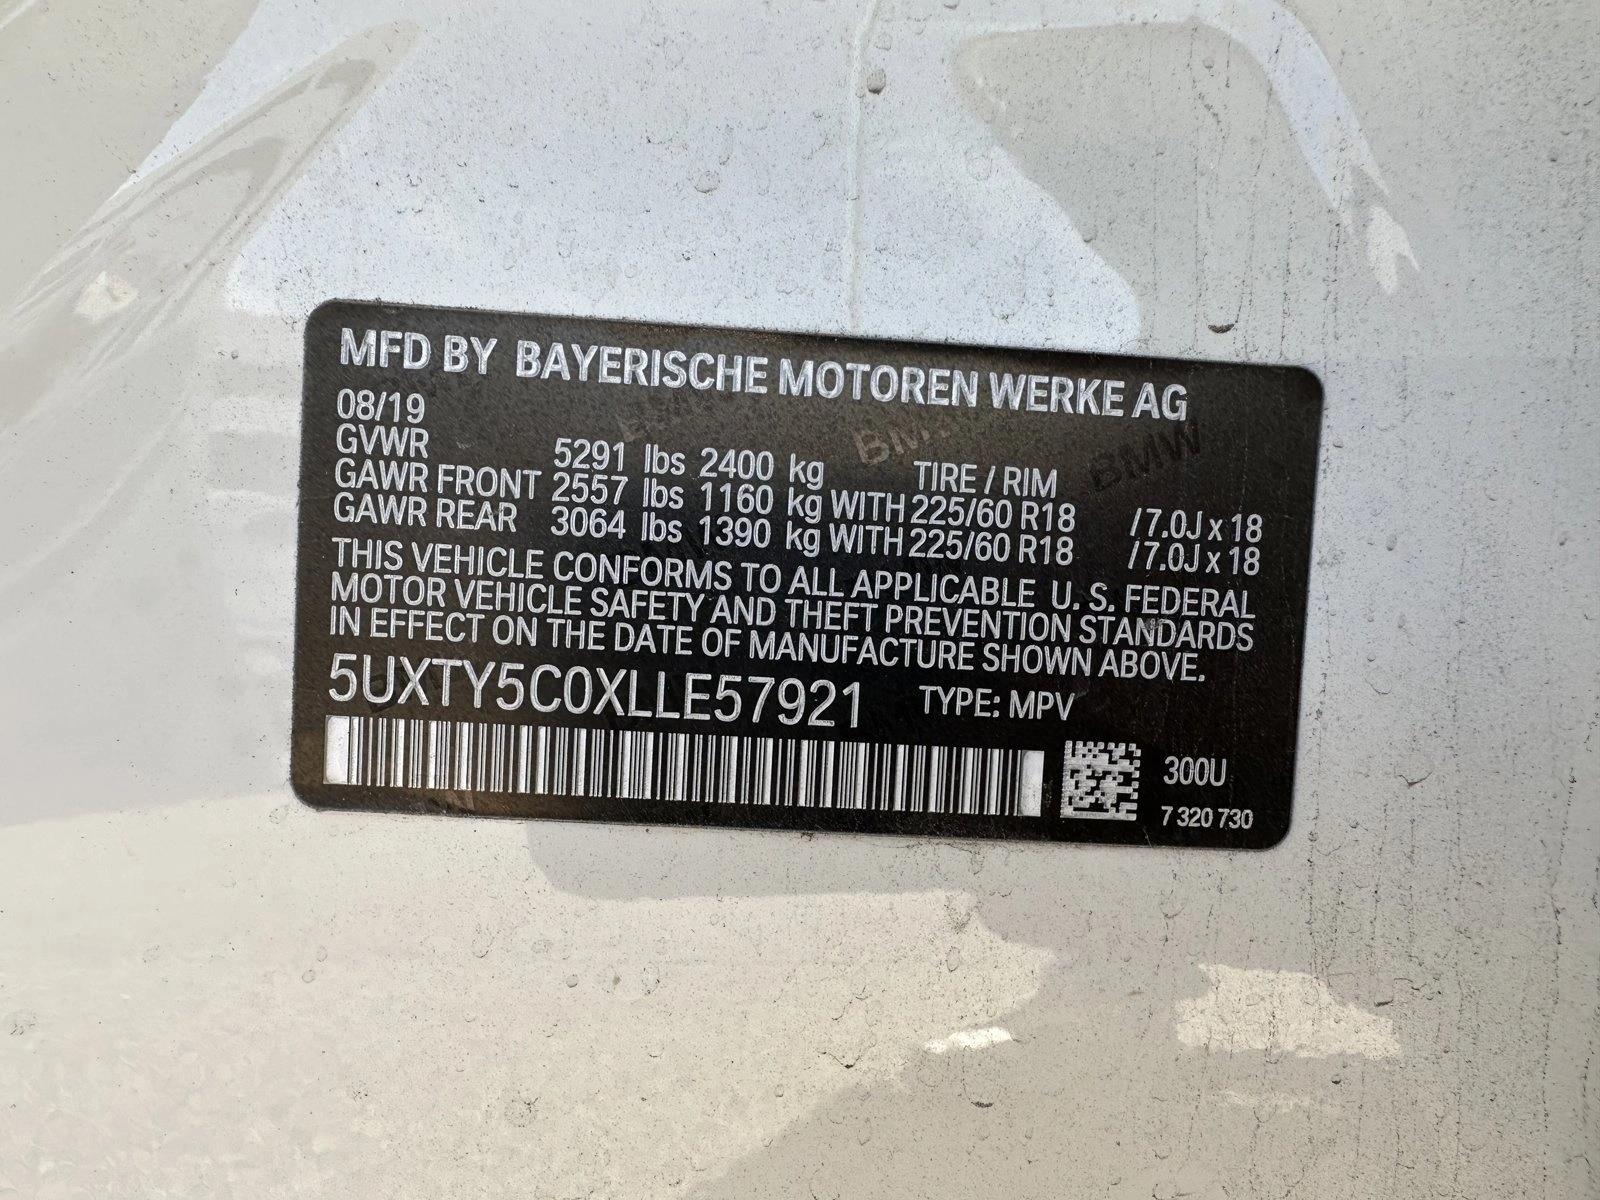 MFD BY BAYERISCHE MOTOREN WERKE AG
08/19
GVWR 5291 lbs 2400 kg TIRE / RIM
GAWR FRONT 2557 lbs 1160 kg WITH 225/60 R18 /7.0J x 18
GAWR REAR 3064 lbs 1390 kg WITH 225/60 R18 /7.0J x 18
THIS VEHICLE CONFORMS TO ALL APPLICABLE U. S. FEDERAL
MOTOR VEHICLE SAFETY AND THEFT PREVENTION STANDARDS
IN EFFECT ON THE DATE OF MANUFACTURE SHOWN ABOVE.
5UXTY5C0XLLE57921 TYPE: MPV
300U
7 320 730
BMW
BMW
BMW